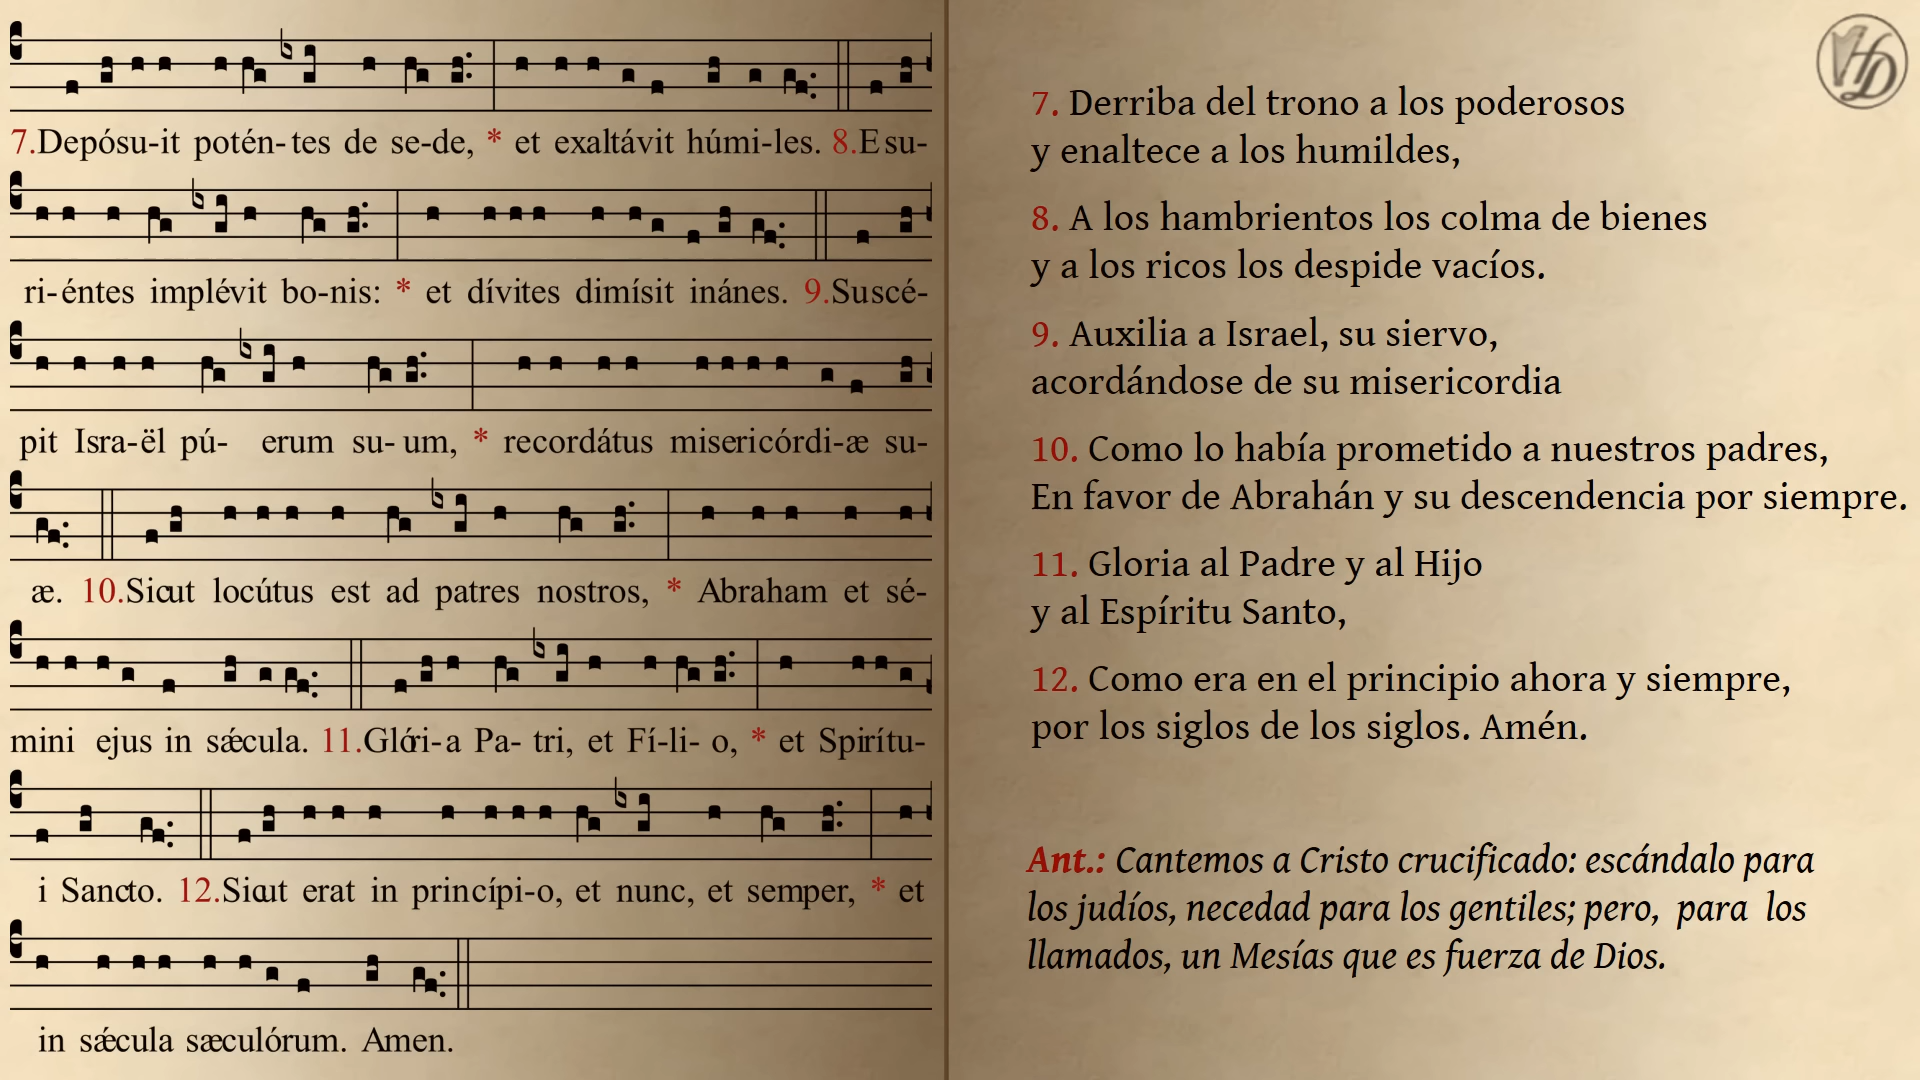 7.Depósu-it potén-tes de se-de, * et exaltávit húmi-les. 8.Esu-
ri-éntes implévit bo-nis: * et dívites dimísit inánes. 9.Suscé-
pit Isra-ël pú- erum su-um, * recordátus misericórdi-æ su-
æ. 10.Sicut locútus est ad patres nostros, * Abraham et sé-
mini ejus in sǽcula. 11.Glóri-a Pa-tri, et Fí-li-o, * et Spirítu-
i Sancto. 12.Sicut erat in princípi-o, et nunc, et semper, * et
in sǽcula sæculórum. Amen.
7. Derriba del trono a los poderosos
y enaltece a los humildes,
8. A los hambrientos los colma de bienes
y a los ricos los despide vacíos.
9. Auxilia a Israel, su siervo,
acordándose de su misericordia
10. Como lo había prometido a nuestros padres,
En favor de Abrahán y su descendencia por siempre.
11. Gloria al Padre y al Hijo
y al Espíritu Santo,
12. Como era en el principio ahora y siempre,
por los siglos de los siglos. Amén.
Ant.: Cantemos a Cristo crucificado: escándalo para
los judíos, necedad para los gentiles; pero, para los
llamados, un Mesías que es fuerza de Dios.
HD